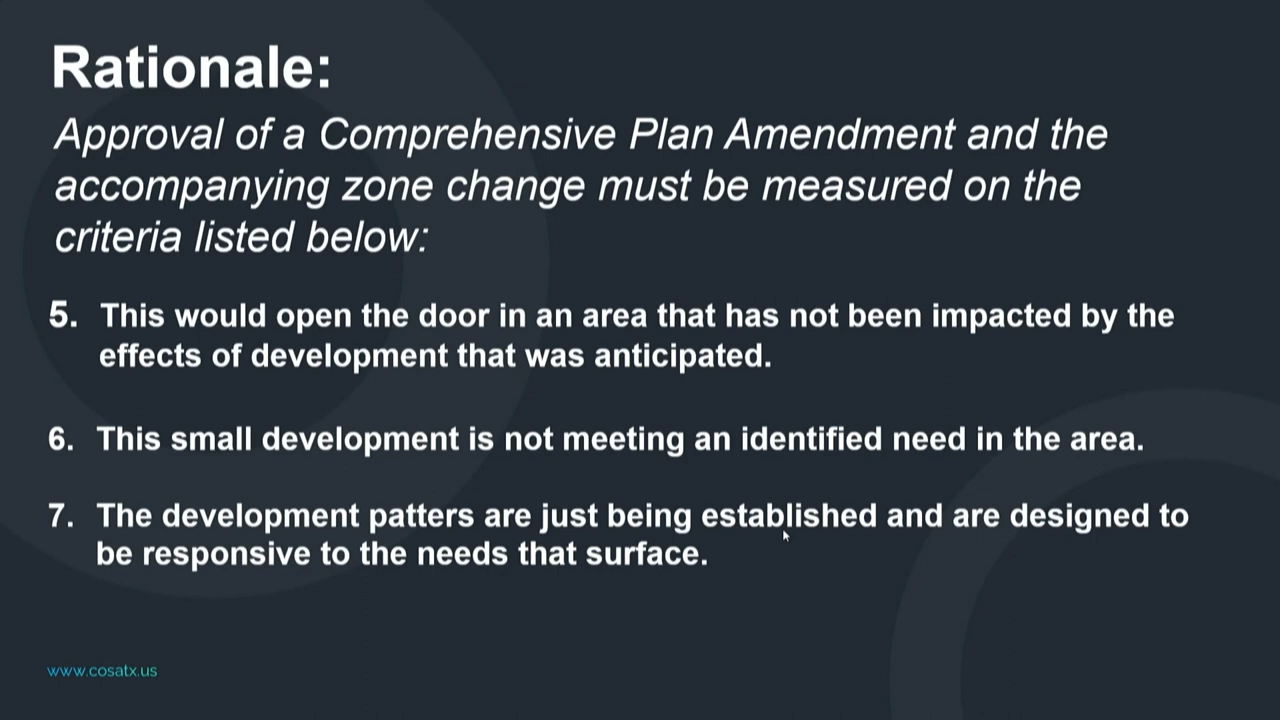 Rationale:
Approval of a Comprehensive Plan Amendment and the
accompanying zone change must be measured on the
criteria listed below:
5. This would open the door in an area that has not been impacted by the
effects of development that was anticipated.
6. This small development is not meeting an identified need in the area.
7. The development patters are just being established and are designed to
be responsive to the needs that surface.
www.cosatx.us